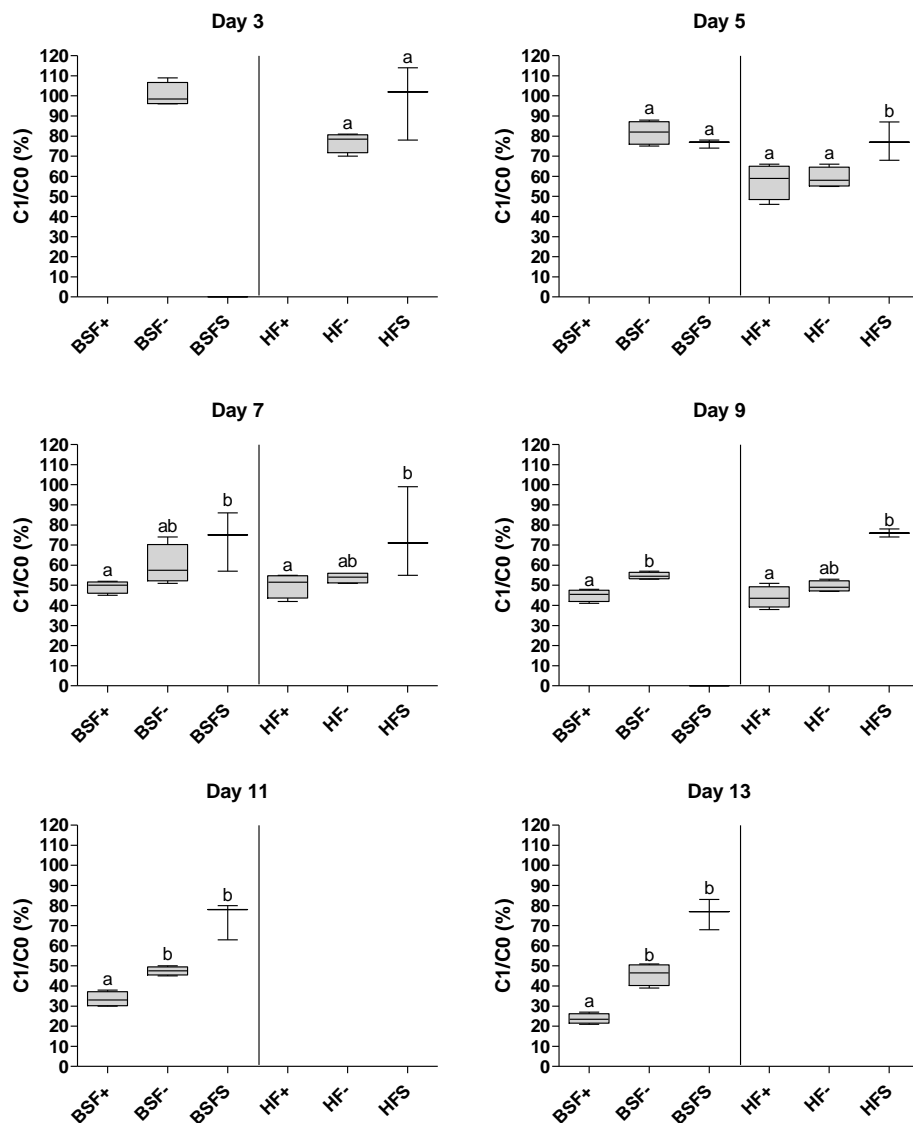 Day 3
C1/C0 (%)
120
110
100
90
80
70
60
50
40
30
20
10
0
a
a
BSF+ BSF- BSFS HF+ HF- HFS
Day 5
C1/C0 (%)
120
110
100
90
80
70
60
50
40
30
20
10
0
a
a
a
a
b
BSF+ BSF- BSFS HF+ HF- HFS
Day 7
C1/C0 (%)
120
110
100
90
80
70
60
50
40
30
20
10
0
a
ab
b
a
ab
b
BSF+ BSF- BSFS HF+ HF- HFS
Day 9
C1/C0 (%)
120
110
100
90
80
70
60
50
40
30
20
10
0
a
b
a
ab
b
BSF+ BSF- BSFS HF+ HF- HFS
Day 11
C1/C0 (%)
120
110
100
90
80
70
60
50
40
30
20
10
0
a
b
b
BSF+ BSF- BSFS HF+ HF- HFS
Day 13
C1/C0 (%)
120
110
100
90
80
70
60
50
40
30
20
10
0
a
b
b
BSF+ BSF- BSFS HF+ HF- HFS